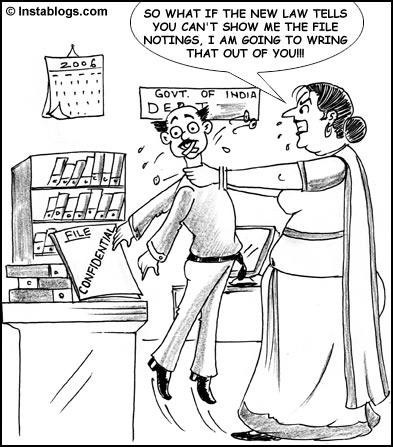 © Instablogs.com
SO WHAT IF THE NEW LAW TELLS
YOU CAN'T SHOW ME THE FILE
NOTINGS, I AM GOING TO WRING
THAT OUT OF YOU!!!
2006
GOVT. OF INDIA
DEPT
FILE
CONFIDENTIAL